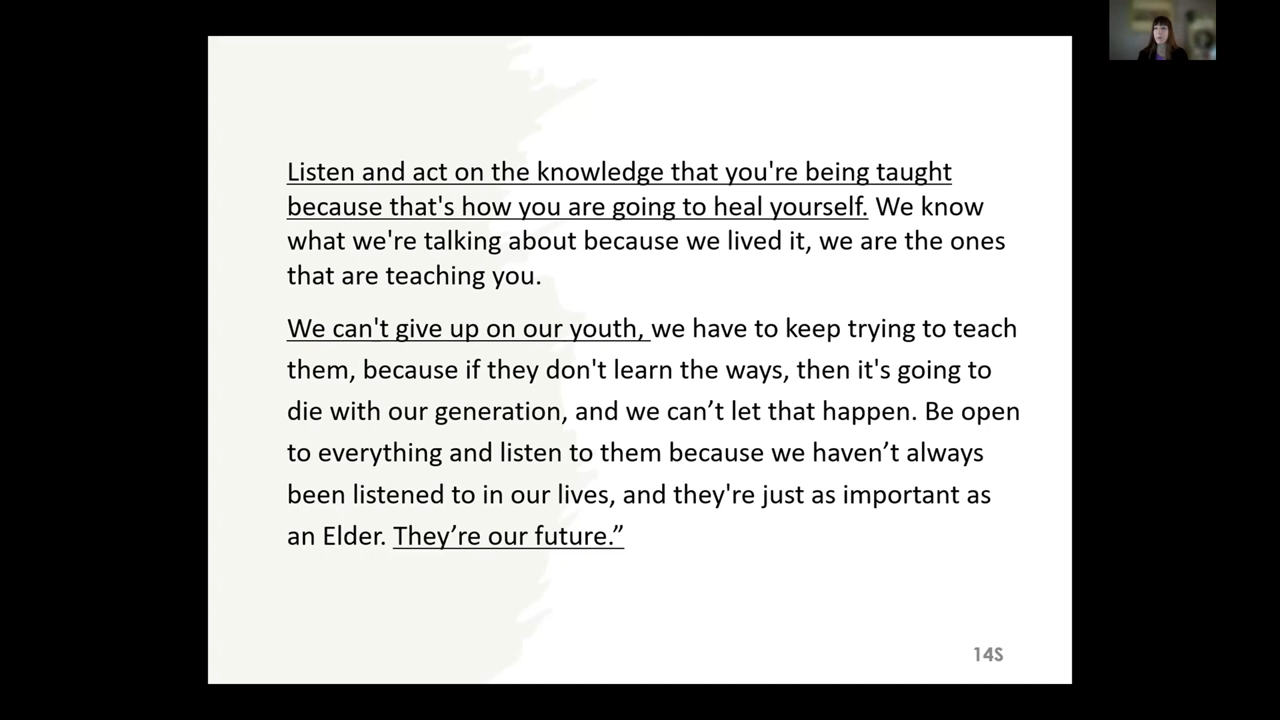 Listen and act on the knowledge that you're being taught
because that's how you are going to heal yourself. We know
what we're talking about because we lived it, we are the ones
that are teaching you.
We can't give up on our youth, we have to keep trying to teach
them, because if they don't learn the ways, then it's going to
die with our generation, and we can’t let that happen. Be open
to everything and listen to them because we haven’t always
been listened to in our lives, and they're just as important as
an Elder. They’re our future.”
14S